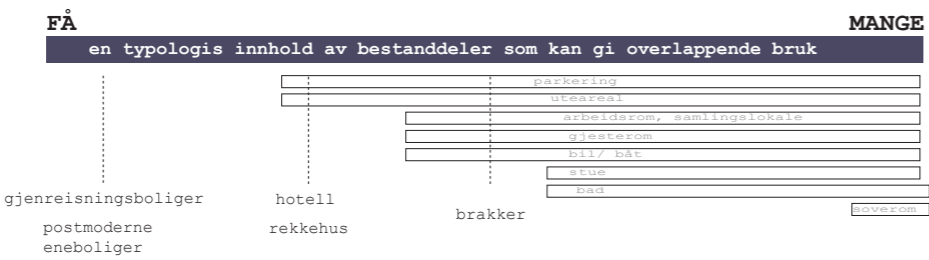 FÅ MANGE
en typologis innhold av bestanddeler som kan gi overlappende bruk
parkering
uteareal
arbeidsrom, samlingslokale
gjesterom
bil/ båt
stue
bad
soverom
gjenreisningsboliger
postmoderne
eneboliger
hotell
rekkehus
brakker